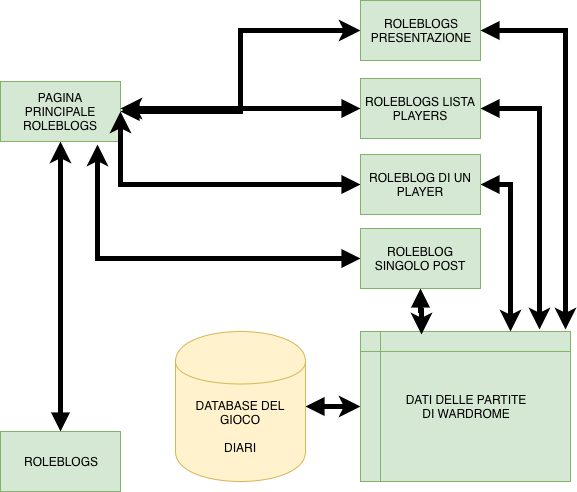 ROLEBLOGS
PRESENTAZIONE
PAGINA
PRINCIPALE
ROLEBLOGS
ROLEBLOGS LISTA
PLAYERS
ROLEBLOG DI UN
PLAYER
ROLEBLOG
SINGOLO POST
DATABASE DEL
GIOCO
DIARI
DATI DELLE PARTITE
DI WARDROME
ROLEBLOGS